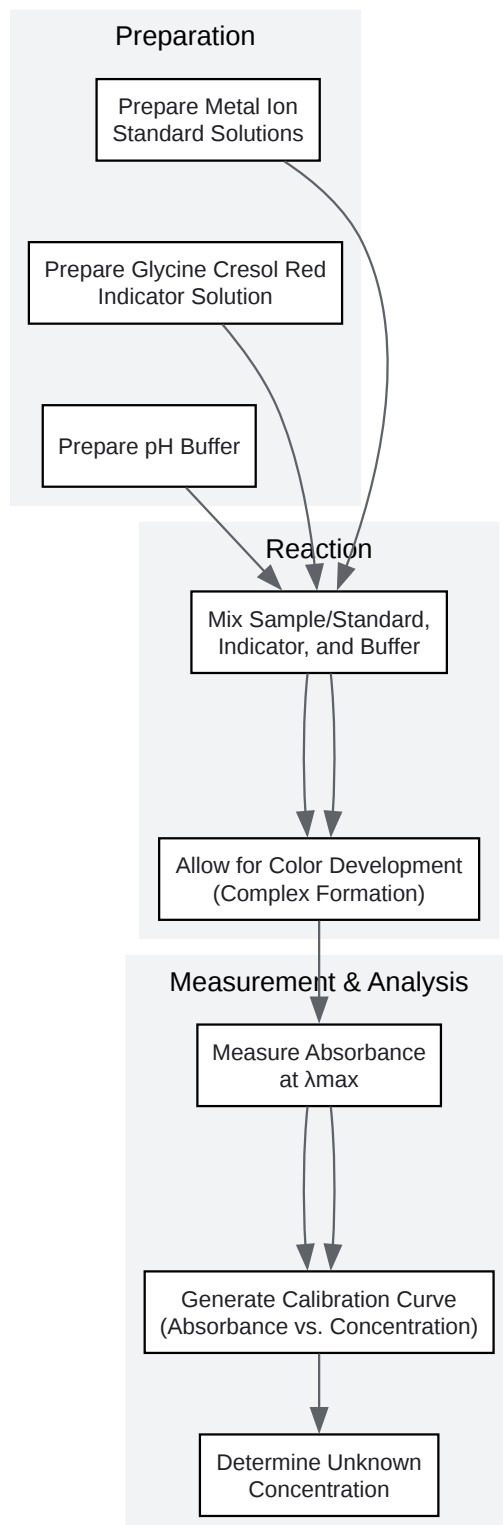 Preparation
Prepare Metal Ion
Standard Solutions
Prepare Glycine Cresol Red
Indicator Solution
Prepare pH Buffer
Reaction
Mix Sample/Standard,
Indicator, and Buffer
Allow for Color Development
(Complex Formation)
Measurement & Analysis
Measure Absorbance
at λmax
Generate Calibration Curve
(Absorbance vs. Concentration)
Determine Unknown
Concentration